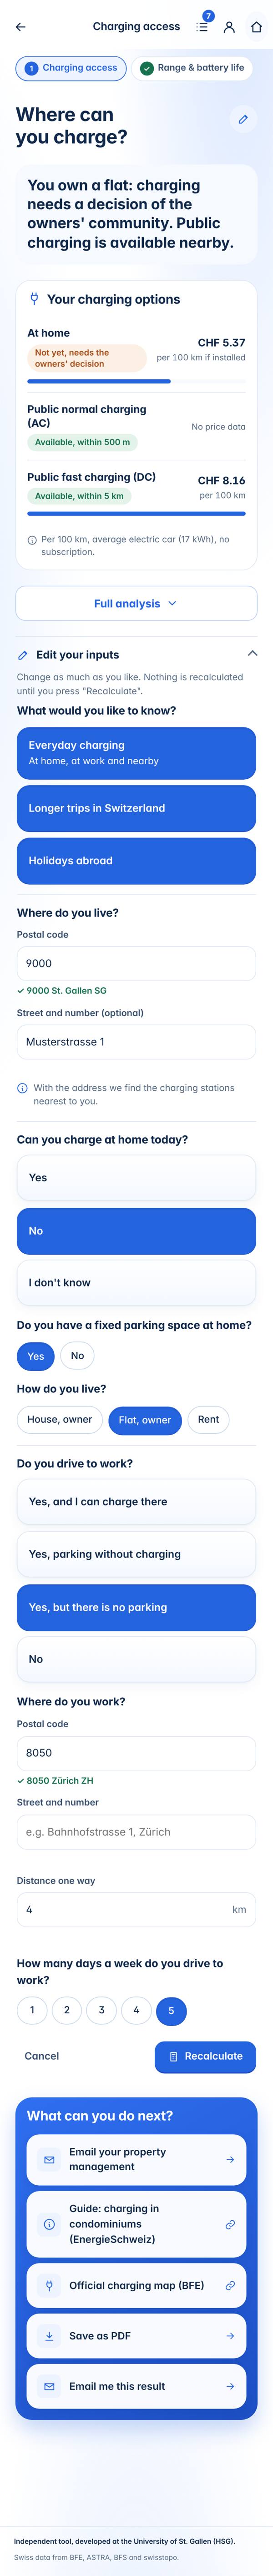 Charging access
7
1 Charging access
Range & battery life
Where can
you charge?
You own a flat: charging
needs a decision of the
owners' community. Public
charging is available nearby.
Your charging options
At home
Not yet, needs the
owners' decision
CHF 5.37
per 100 km if installed
Public normal charging
(AC)
Available, within 500 m
No price data
Public fast charging (DC)
Available, within 5 km
CHF 8.16
per 100 km
Per 100 km, average electric car (17 kWh), no
subscription.
Full analysis
Edit your inputs
Change as much as you like. Nothing is recalculated
until you press "Recalculate".
What would you like to know?
Everyday charging
At home, at work and nearby
Longer trips in Switzerland
Holidays abroad
Where do you live?
Postal code
9000
✓ 9000 St. Gallen SG
Street and number (optional)
Musterstrasse 1
With the address we find the charging stations
nearest to you.
Can you charge at home today?
Yes
No
I don't know
Do you have a fixed parking space at home?
Yes No
How do you live?
House, owner Flat, owner Rent
Do you drive to work?
Yes, and I can charge there
Yes, parking without charging
Yes, but there is no parking
No
Where do you work?
Postal code
8050
✓ 8050 Zürich ZH
Street and number
e.g. Bahnhofstrasse 1, Zürich
Distance one way
4 km
How many days a week do you drive to
work?
1 2 3 4 5
Cancel Recalculate
What can you do next?
Email your property
management
Guide: charging in
condominiums
(EnergieSchweiz)
Official charging map (BFE)
Save as PDF
Email me this result
Independent tool, developed at the University of St. Gallen (HSG).
Swiss data from BFE, ASTRA, BFS and swisstopo.